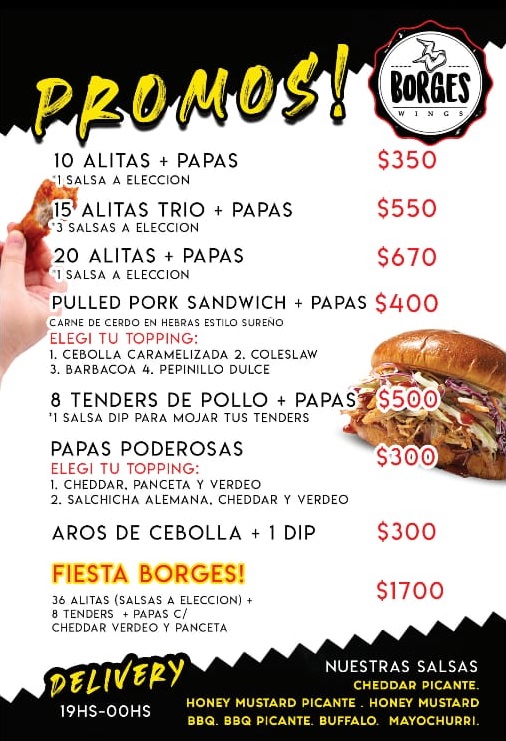 PROMOS!
BORGES
WINGS
10 ALITAS + PAPAS $350
*1 SALSA A ELECCION
15 ALITAS TRIO + PAPAS $550
*3 SALSAS A ELECCION
20 ALITAS + PAPAS $670
*1 SALSA A ELECCION
PULLED PORK SANDWICH + PAPAS $400
CARNE DE CERDO EN HEBRAS ESTILO SUREÑO
ELEGI TU TOPPING:
1. CEBOLLA CARAMELIZADA 2. COLESLAW
3. BARBACOA 4. PEPINILLO DULCE
8 TENDERS DE POLLO + PAPAS $500
*1 SALSA DIP PARA MOJAR TUS TENDERS
PAPAS PODEROSAS $300
ELEGI TU TOPPING:
1. CHEDDAR, PANCETA Y VERDEO
2. SALCHICHA ALEMANA, CHEDDAR Y VERDEO
AROS DE CEBOLLA + 1 DIP $300
FIESTA BORGES! $1700
36 ALITAS (SALSAS A ELECCION) +
8 TENDERS + PAPAS C/
CHEDDAR VERDEO Y PANCETA
DELIVERY
19HS-00HS
NUESTRAS SALSAS
CHEDDAR PICANTE.
HONEY MUSTARD PICANTE . HONEY MUSTARD
BBQ. BBQ PICANTE. BUFFALO. MAYOCHURRI.